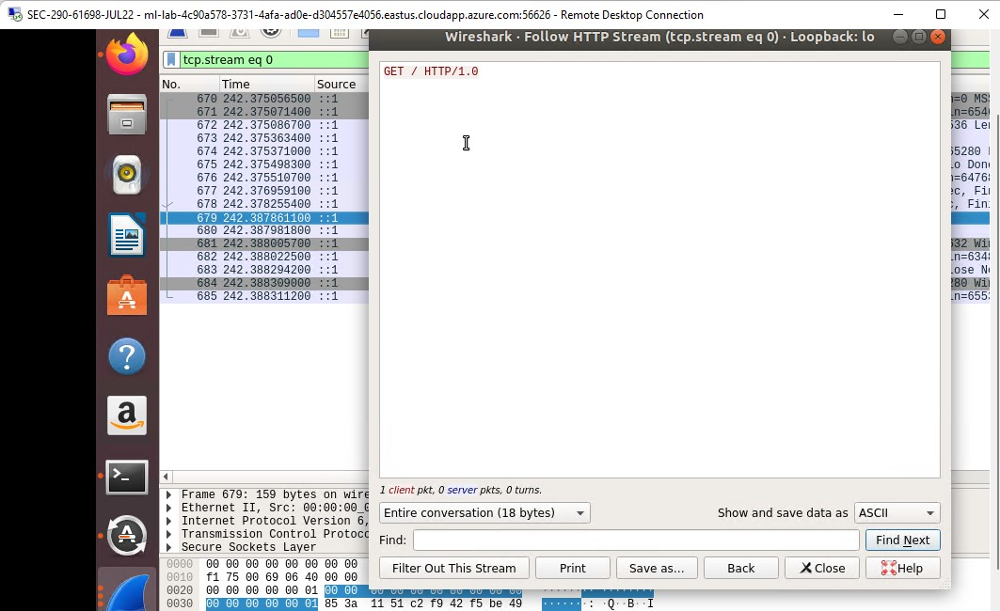 SEC-290-61698-JUL22 - ml-lab-4c90a578-3731-4afa-ad0e-d304557e4056.eastus.cloudapp.azure.com:56626 - Remote Desktop Connection
Wireshark · Follow HTTP Stream (tcp.stream eq 0) · Loopback: lo
tcp.stream eq 0
GET / HTTP/1.0
No. Time Source
670 242.375056500 ::1 n=0 MS
671 242.375071400 ::1 in=654
672 242.375086700 ::1 536 Le
673 242.375363400 ::1
674 242.375371000 ::1 65280
675 242.375498300 ::1 lo Don
676 242.375510700 ::1 n=6476
677 242.376959100 ::1 ec, Fi
678 242.378255400 ::1 c, Fin
679 242.387861100 ::1
680 242.387981800 ::1
681 242.388005700 ::1 632 Wi
682 242.388022500 ::1 in=634
683 242.388294200 ::1 lose N
684 242.388309000 ::1 280 Wi
685 242.388311200 ::1 in=655
1 client pkt, 0 server pkts, 0 turns.
Entire conversation (18 bytes) Show and save data as ASCII
Find: Find Next
Filter Out This Stream Print Save as... Back Close Help
Frame 679: 159 bytes on wire
Ethernet II, Src: 00:00:00_0
Internet Protocol Version 6,
Transmission Control Protoc
Secure Sockets Layer
0000 00 00 00 00 00 00 00
0010 f1 75 00 69 06 40 00 00
0020 00 00 00 00 00 01 00 00 00 00 00 00 00 00 00 00
0030 00 00 00 00 00 01 85 3a 11 51 c2 f9 42 f5 be 49 ······· : ·Q··B··I